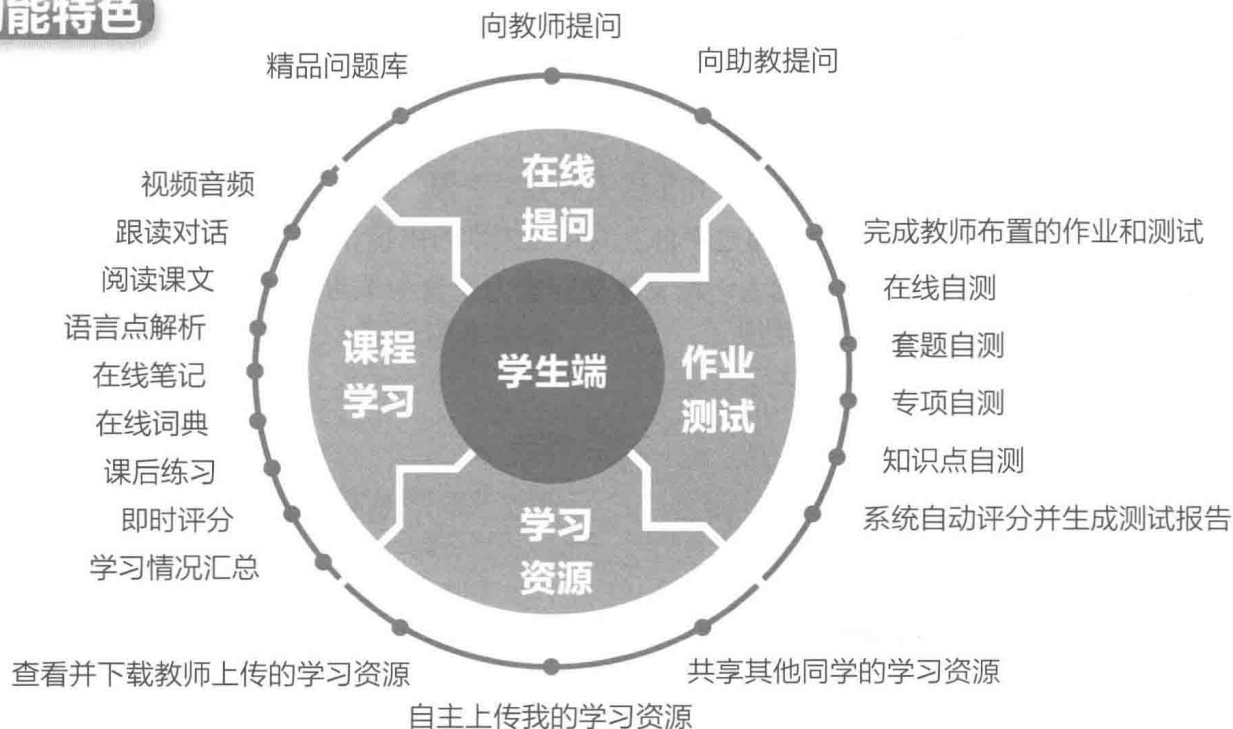 能特色
向教师提问
精品问题库
向助教提问
视频音频
跟读对话
阅读课文
语言点解析
在线笔记
在线词典
课后练习
即时评分
学习情况汇总
在线
提问
课程
学习
学生端
作业
测试
学习
资源
完成教师布置的作业和测试
在线自测
套题自测
专项自测
知识点自测
系统自动评分并生成测试报告
查看并下载教师上传的学习资源
自主上传我的学习资源
共享其他同学的学习资源